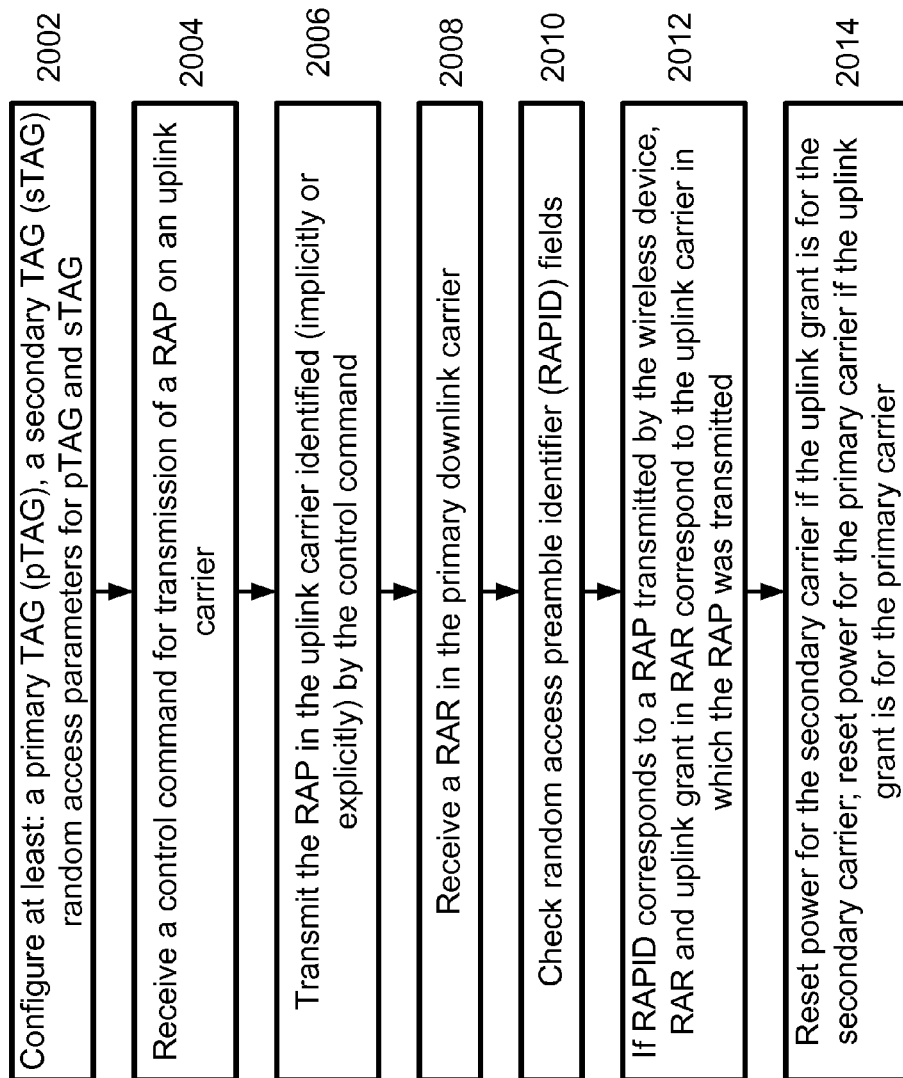 Configure at least: a primary TAG (pTAG), a secondary TAG (sTAG)
random access parameters for pTAG and sTAG
2002
Receive a control command for transmission of a RAP on an uplink
carrier
2004
Transmit the RAP in the uplink carrier identified (implicitly or
explicitly) by the control command
2006
Receive a RAR in the primary downlink carrier
2008
Check random access preamble identifier (RAPID) fields
2010
If RAPID corresponds to a RAP transmitted by the wireless device,
RAR and uplink grant in RAR correspond to the uplink carrier in
which the RAP was transmitted
2012
Reset power for the secondary carrier if the uplink grant is for the
secondary carrier; reset power for the primary carrier if the uplink
grant is for the primary carrier
2014